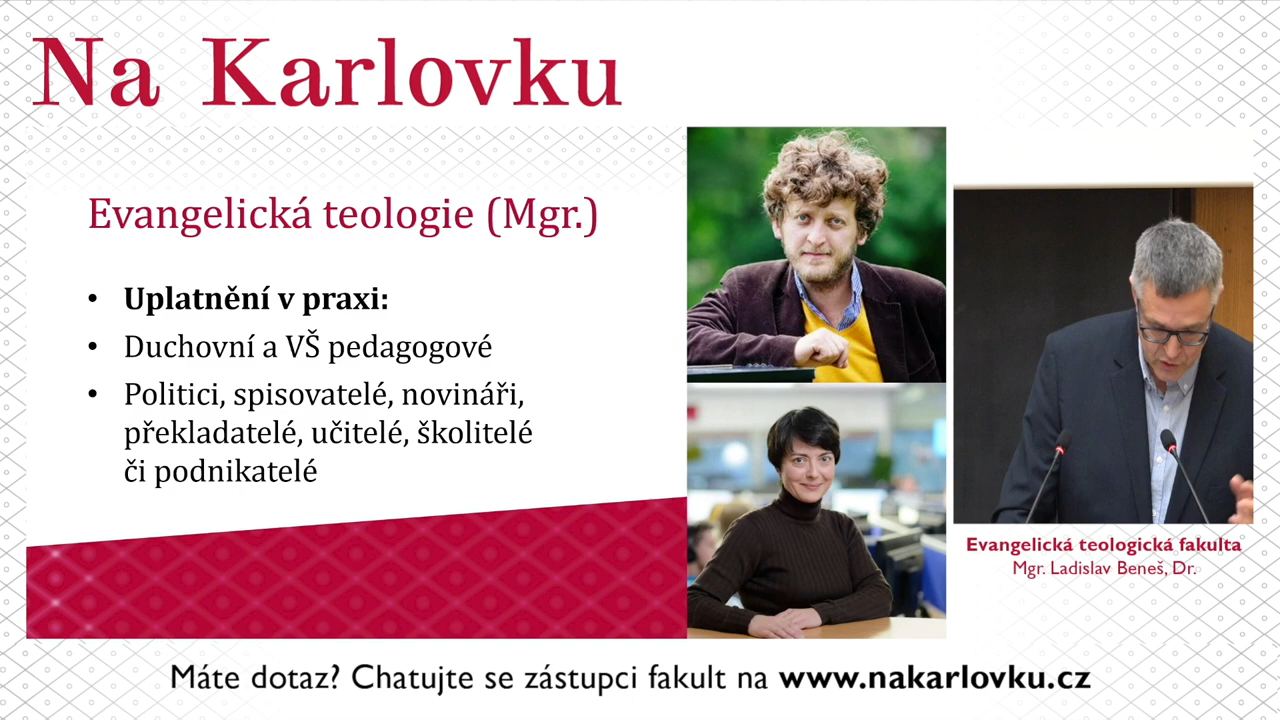 Na Karlovku
Evangelická teologie (Mgr.)
• Uplatnění v praxi:
• Duchovní a VŠ pedagogové
• Politici, spisovatelé, novináři,
překladatelé, učitelé, školitelé
či podnikatelé
Evangelická teologická fakulta
Mgr. Ladislav Beneš, Dr.
Máte dotaz? Chatujte se zástupci fakult na www.nakarlovku.cz